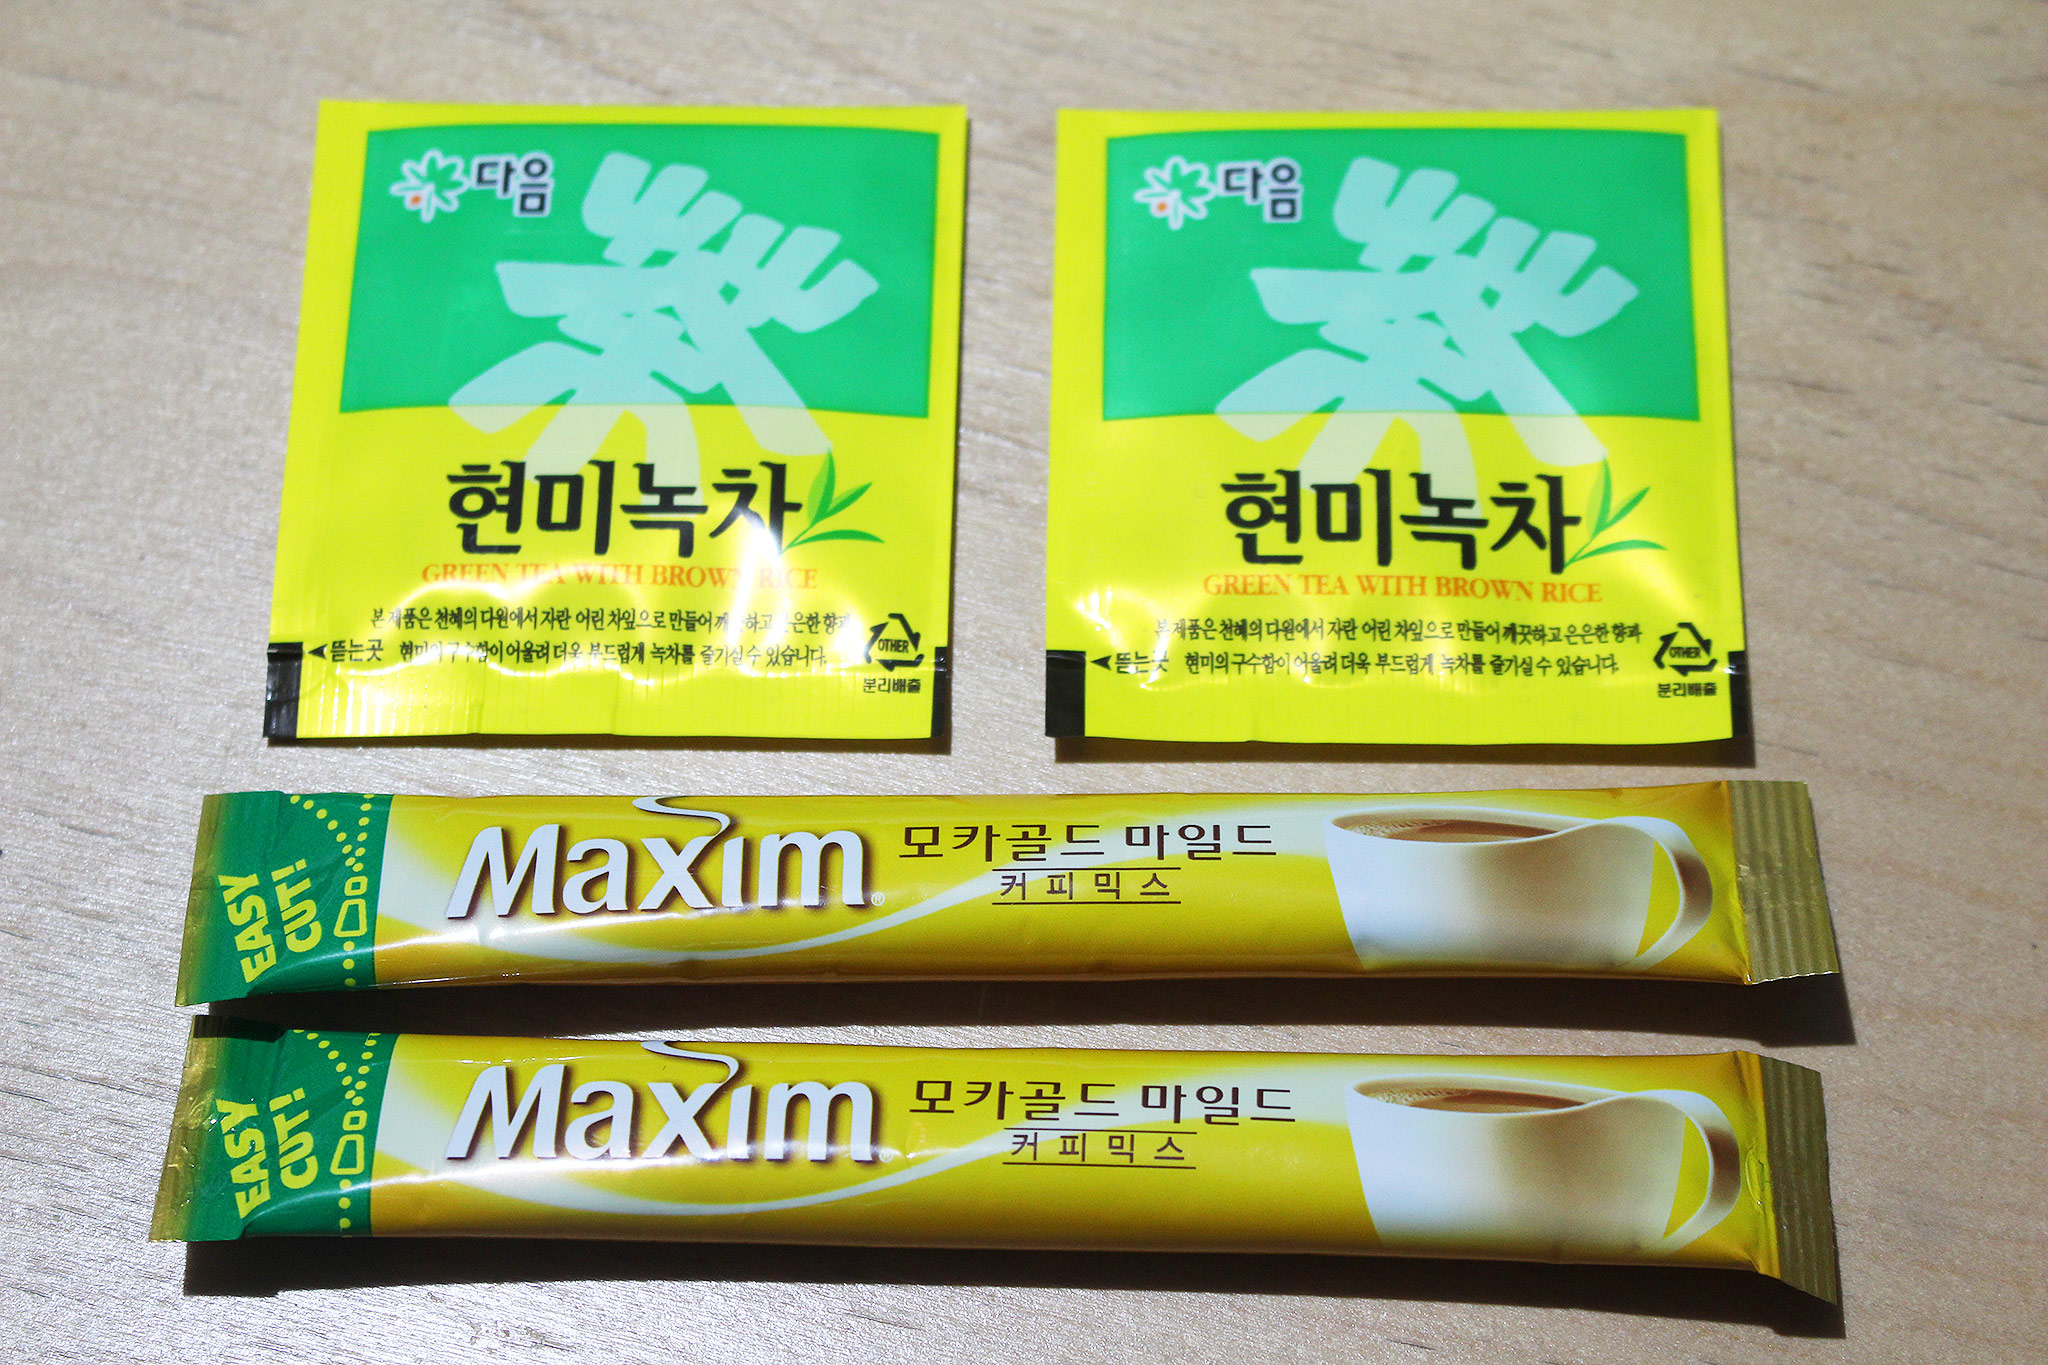 다음
현미녹차
GREEN TEA WITH BROWN RICE
본 제품은 천혜의 다원에서 자란 어린 찻잎으로 만들어 깨끗하고 은은한 향과
현미의 구수함이 어울려 더욱 부드럽게 녹차를 즐기실 수 있습니다.
뜯는곳
OTHER
분리배출
다음
현미녹차
GREEN TEA WITH BROWN RICE
본 제품은 천혜의 다원에서 자란 어린 찻잎으로 만들어 깨끗하고 은은한 향과
현미의 구수함이 어울려 더욱 부드럽게 녹차를 즐기실 수 있습니다.
뜯는곳
OTHER
분리배출
EASY
CUT!
Maxim®
모카골드 마일드
커피믹스
EASY
CUT!
Maxim®
모카골드 마일드
커피믹스